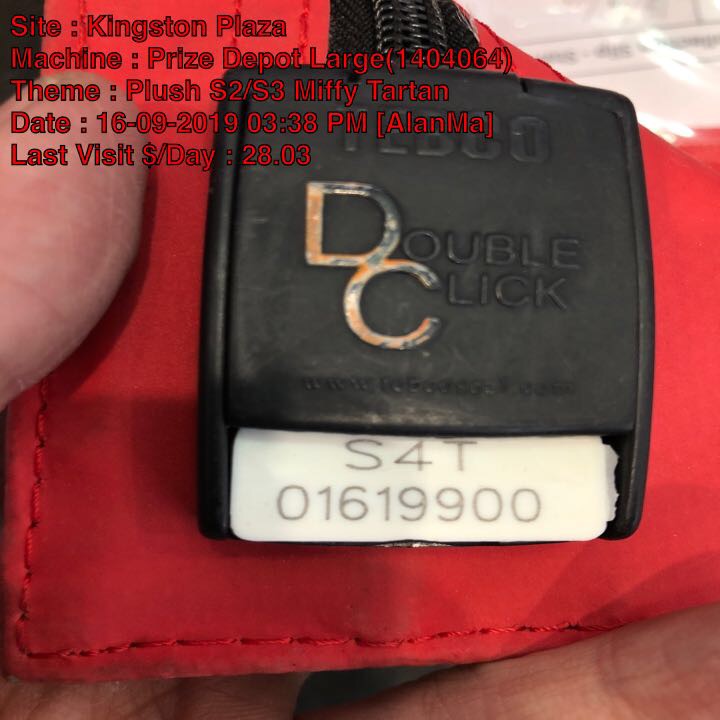 Site : Kingston Plaza
Machine : Prize Depot Large(1404064)
Theme : Plush S2/S3 Miffy Tartan
Date : 16-09-2019 03:38 PM [AlanMa]
Last Visit $/Day : 28.03
DOUBLE
CLICK
S4T
01619900